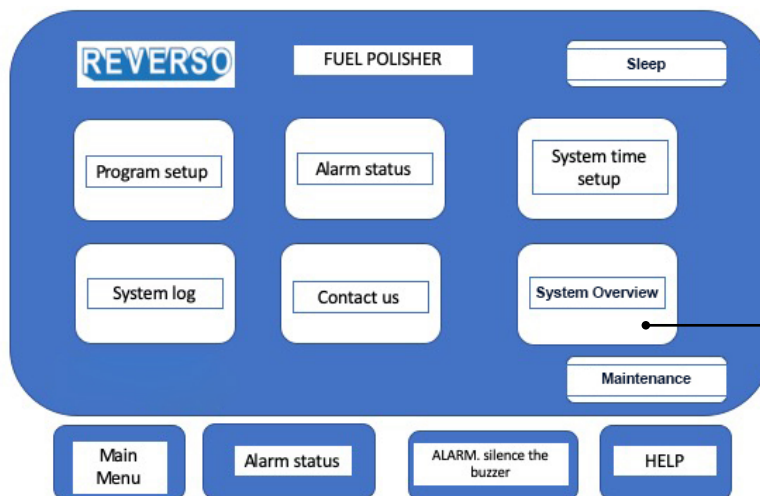 REVERSO
FUEL POLISHER
Sleep
Program setup
Alarm status
System time
setup
System log
Contact us
System Overview
Maintenance
Main
Menu
Alarm status
ALARM. silence the
buzzer
HELP